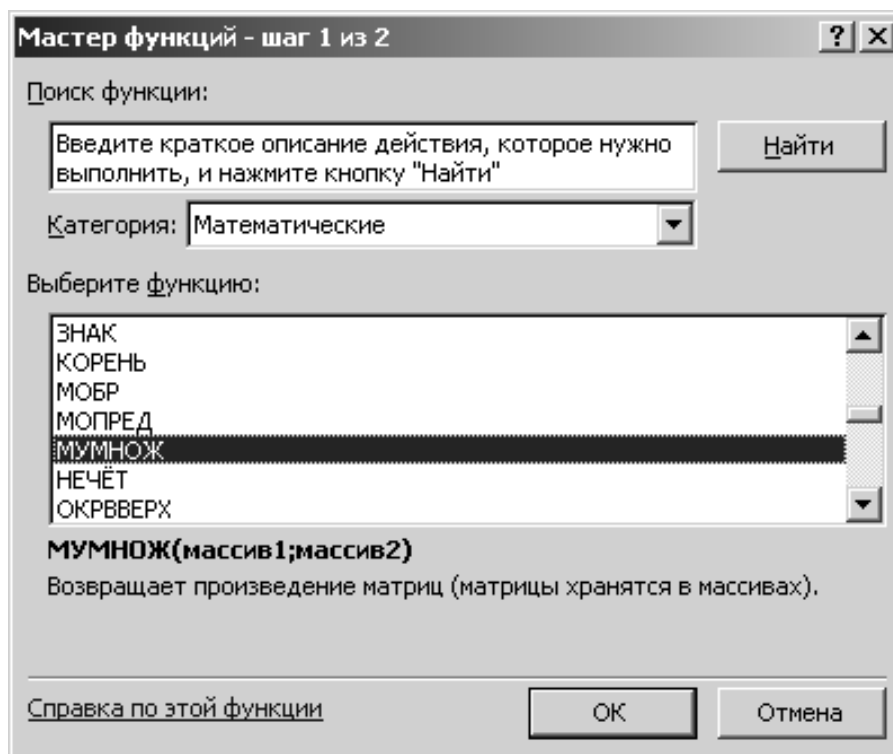 Мастер функций - шаг 1 из 2
Поиск функции:
Введите краткое описание действия, которое нужно
выполнить, и нажмите кнопку "Найти"
Найти
Категория: Математические
Выберите функцию:
ЗНАК
КОРЕНЬ
МОБР
МОПРЕД
МУМНОЖ
НЕЧЁТ
ОКРВВЕРХ
МУМНОЖ(массив1;массив2)
Возвращает произведение матриц (матрицы хранятся в массивах).
Справка по этой функции
ОК
Отмена